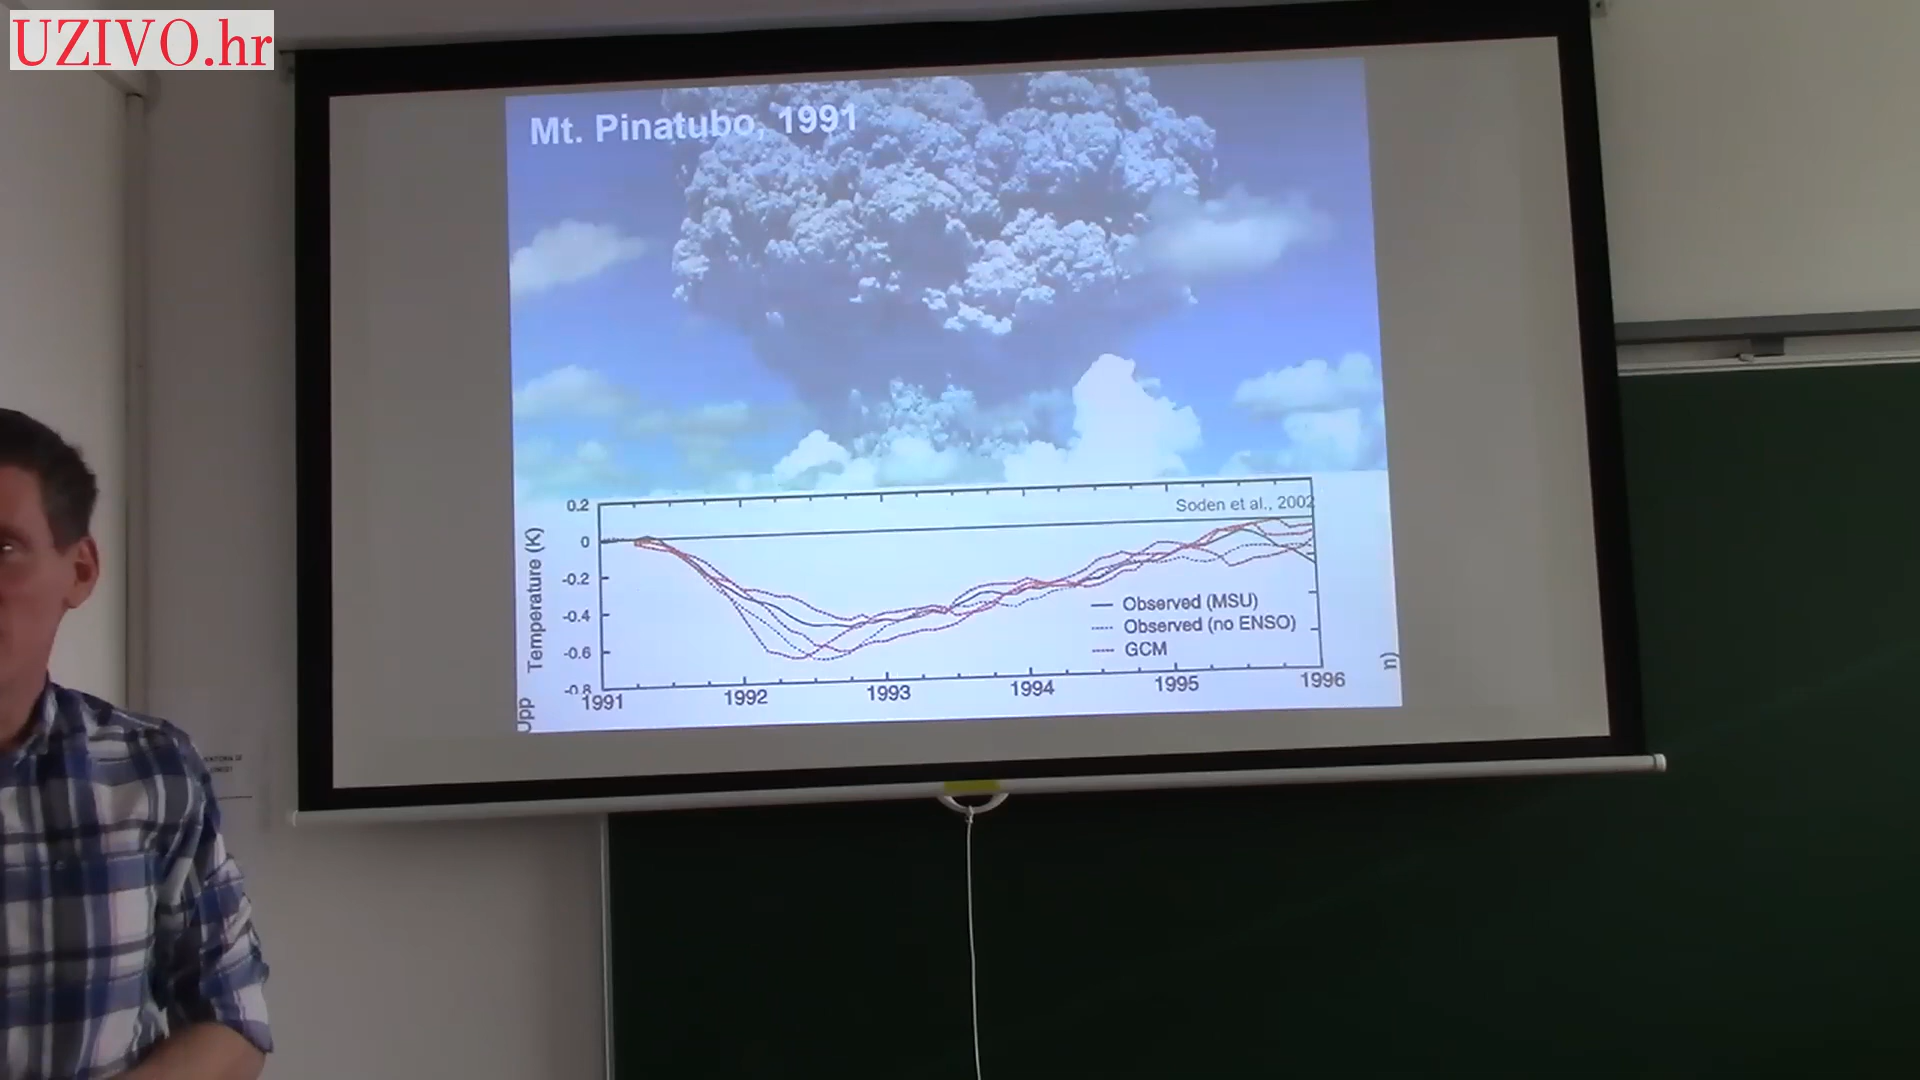 UZIVO.hr
Mt. Pinatubo, 1991
Soden et al., 2002
0.2
0
-0.2
-0.4
-0.6
-0.8
Temperature (K)
Observed (MSU)
Observed (no ENSO)
GCM
1991 1992 1993 1994 1995 1996
Upp
n)